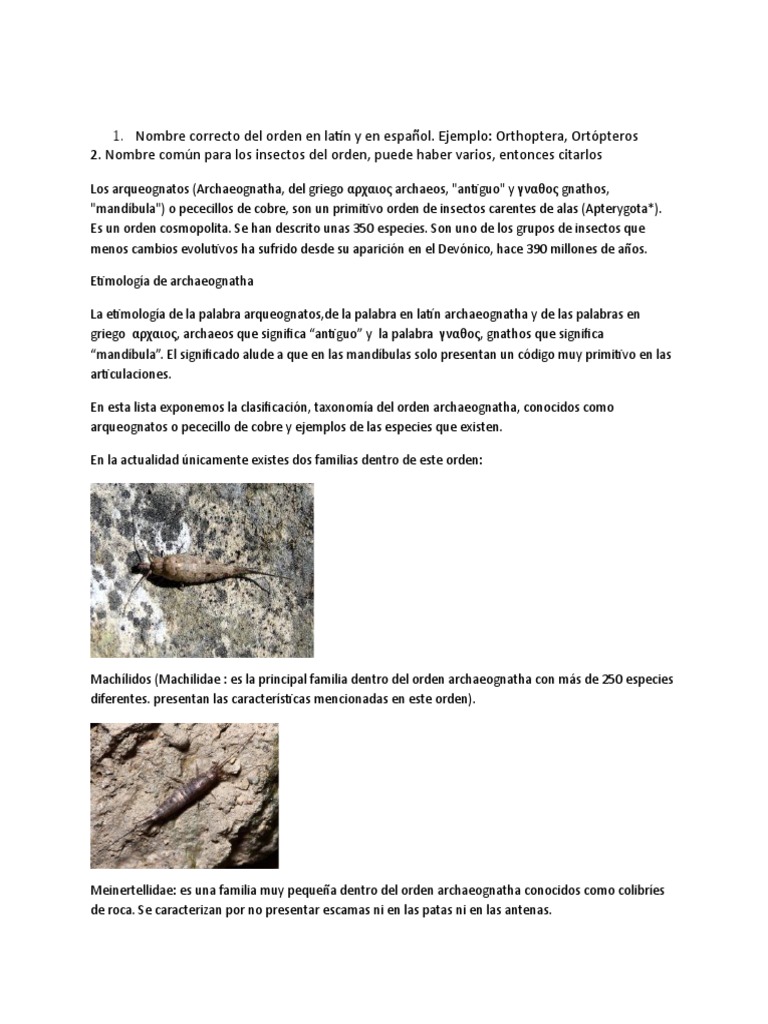 1. Nombre correcto del orden en latín y en español. Ejemplo: Orthoptera, Ortópteros
2. Nombre común para los insectos del orden, puede haber varios, entonces citarlos
Los arqueognatos (Archaeognatha, del griego αρχαιος archaeos, "antiguo" y γναθος gnathos,
"mandíbula") o pececillos de cobre, son un primitivo orden de insectos carentes de alas (Apterygota*).
Es un orden cosmopolita. Se han descrito unas 350 especies. Son uno de los grupos de insectos que
menos cambios evolutivos ha sufrido desde su aparición en el Devónico, hace 390 millones de años.
Etimología de archaeognatha
La etimología de la palabra arqueognatos,de la palabra en latín archaeognatha y de las palabras en
griego αρχαιος, archaeos que significa “antiguo” y la palabra γναθος, gnathos que significa
“mandíbula”. El significado alude a que en las mandíbulas solo presentan un código muy primitivo en las
articulaciones.
En esta lista exponemos la clasificación, taxonomía del orden archaeognatha, conocidos como
arqueognatos o pececillo de cobre y ejemplos de las especies que existen.
En la actualidad únicamente existes dos familias dentro de este orden:
Machílidos (Machilidae : es la principal familia dentro del orden archaeognatha con más de 250 especies
diferentes. presentan las características mencionadas en este orden).
Meinertellidae: es una familia muy pequeña dentro del orden archaeognatha conocidos como colibríes
de roca. Se caracterizan por no presentar escamas ni en las patas ni en las antenas.